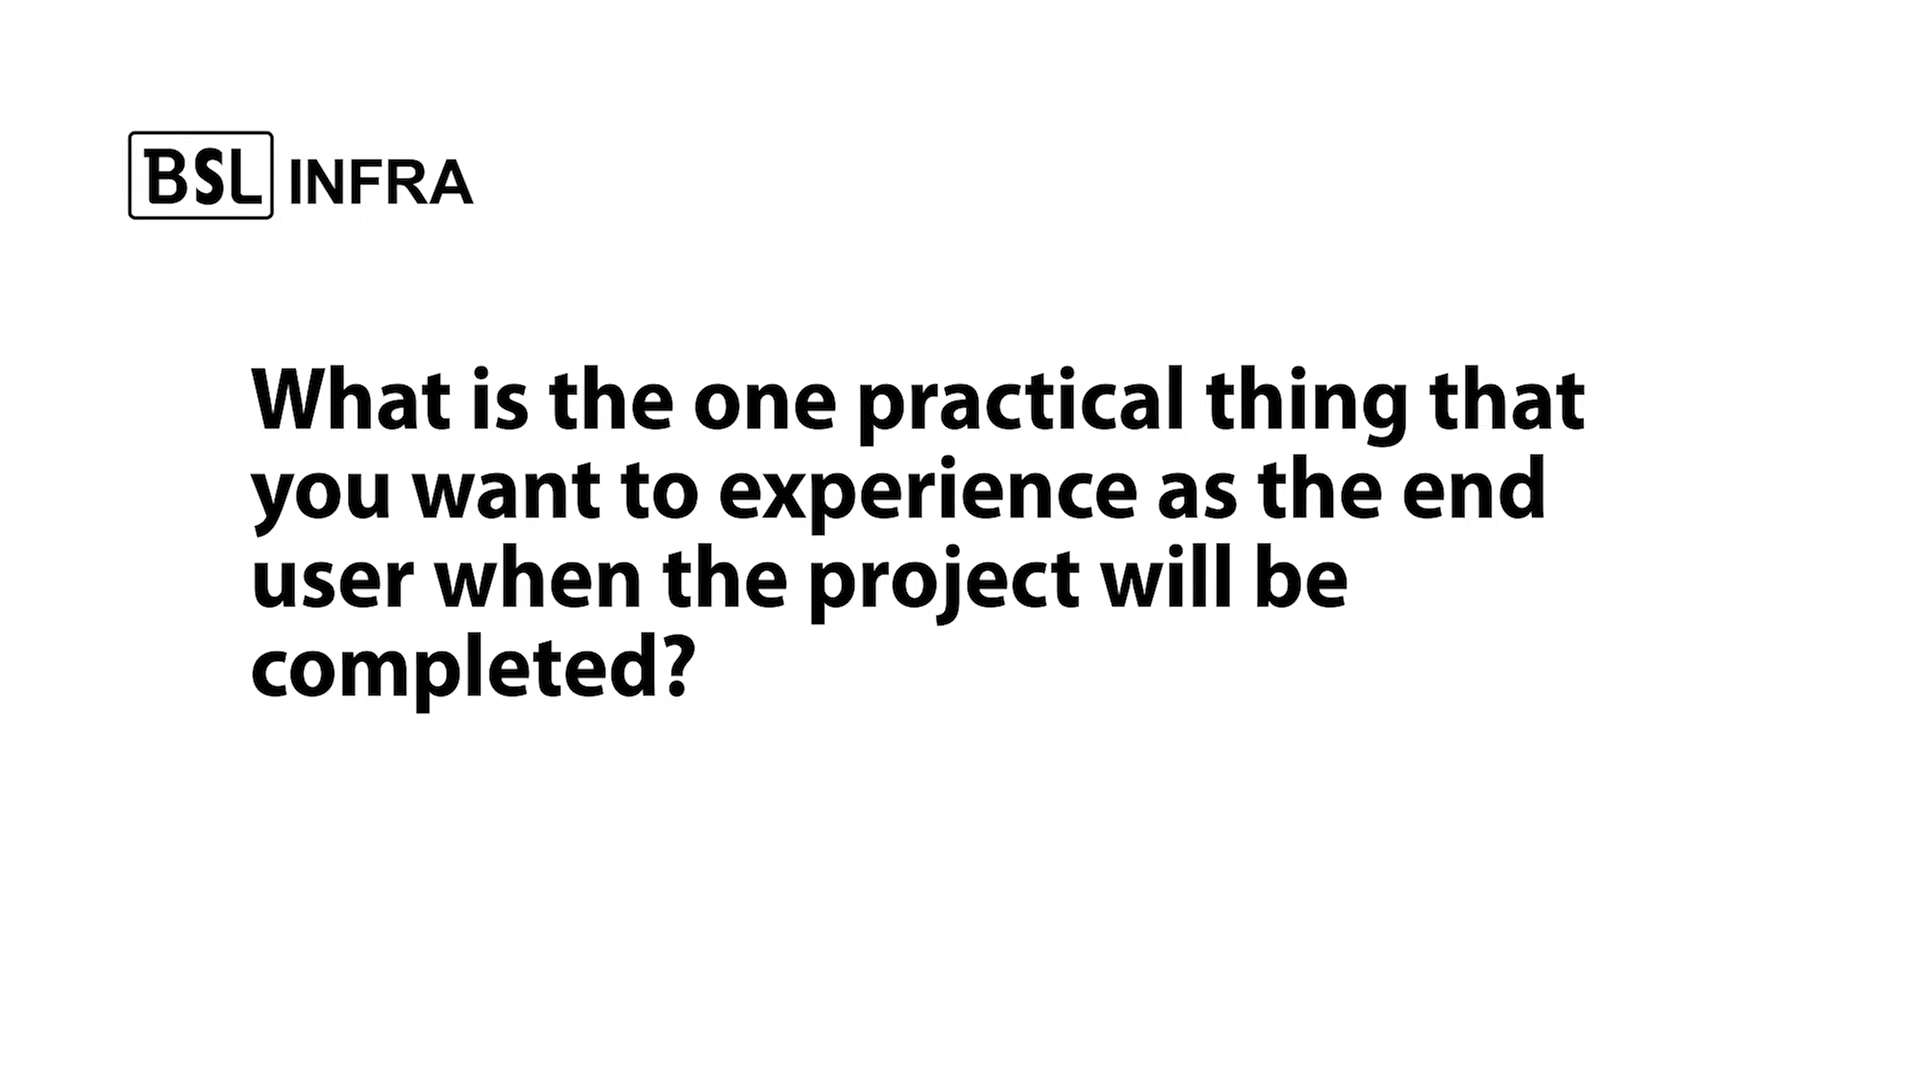 BSL INFRA
What is the one practical thing that
you want to experience as the end
user when the project will be
completed?